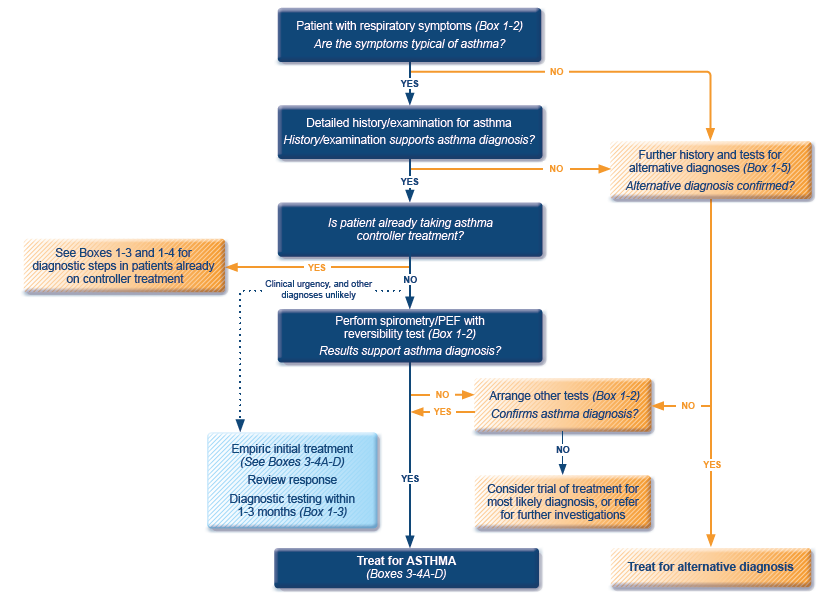 Patient with respiratory symptoms (Box 1-2)
Are the symptoms typical of asthma?
NO
YES
Detailed history/examination for asthma
History/examination supports asthma diagnosis?
Further history and tests for
alternative diagnoses (Box 1-5)
Alternative diagnosis confirmed?
NO
YES
Is patient already taking asthma
controller treatment?
See Boxes 1-3 and 1-4 for
diagnostic steps in patients already
on controller treatment
YES
NO
Clinical urgency, and other
diagnoses unlikely
Perform spirometry/PEF with
reversibility test (Box 1-2)
Results support asthma diagnosis?
NO
YES
Arrange other tests (Box 1-2)
Confirms asthma diagnosis?
NO
NO
YES
YES
Empiric initial treatment
(See Boxes 3-4A-D)
Review response
Diagnostic testing within
1-3 months (Box 1-3)
Consider trial of treatment for
most likely diagnosis, or refer
for further investigations
Treat for ASTHMA
(Boxes 3-4A-D)
Treat for alternative diagnosis